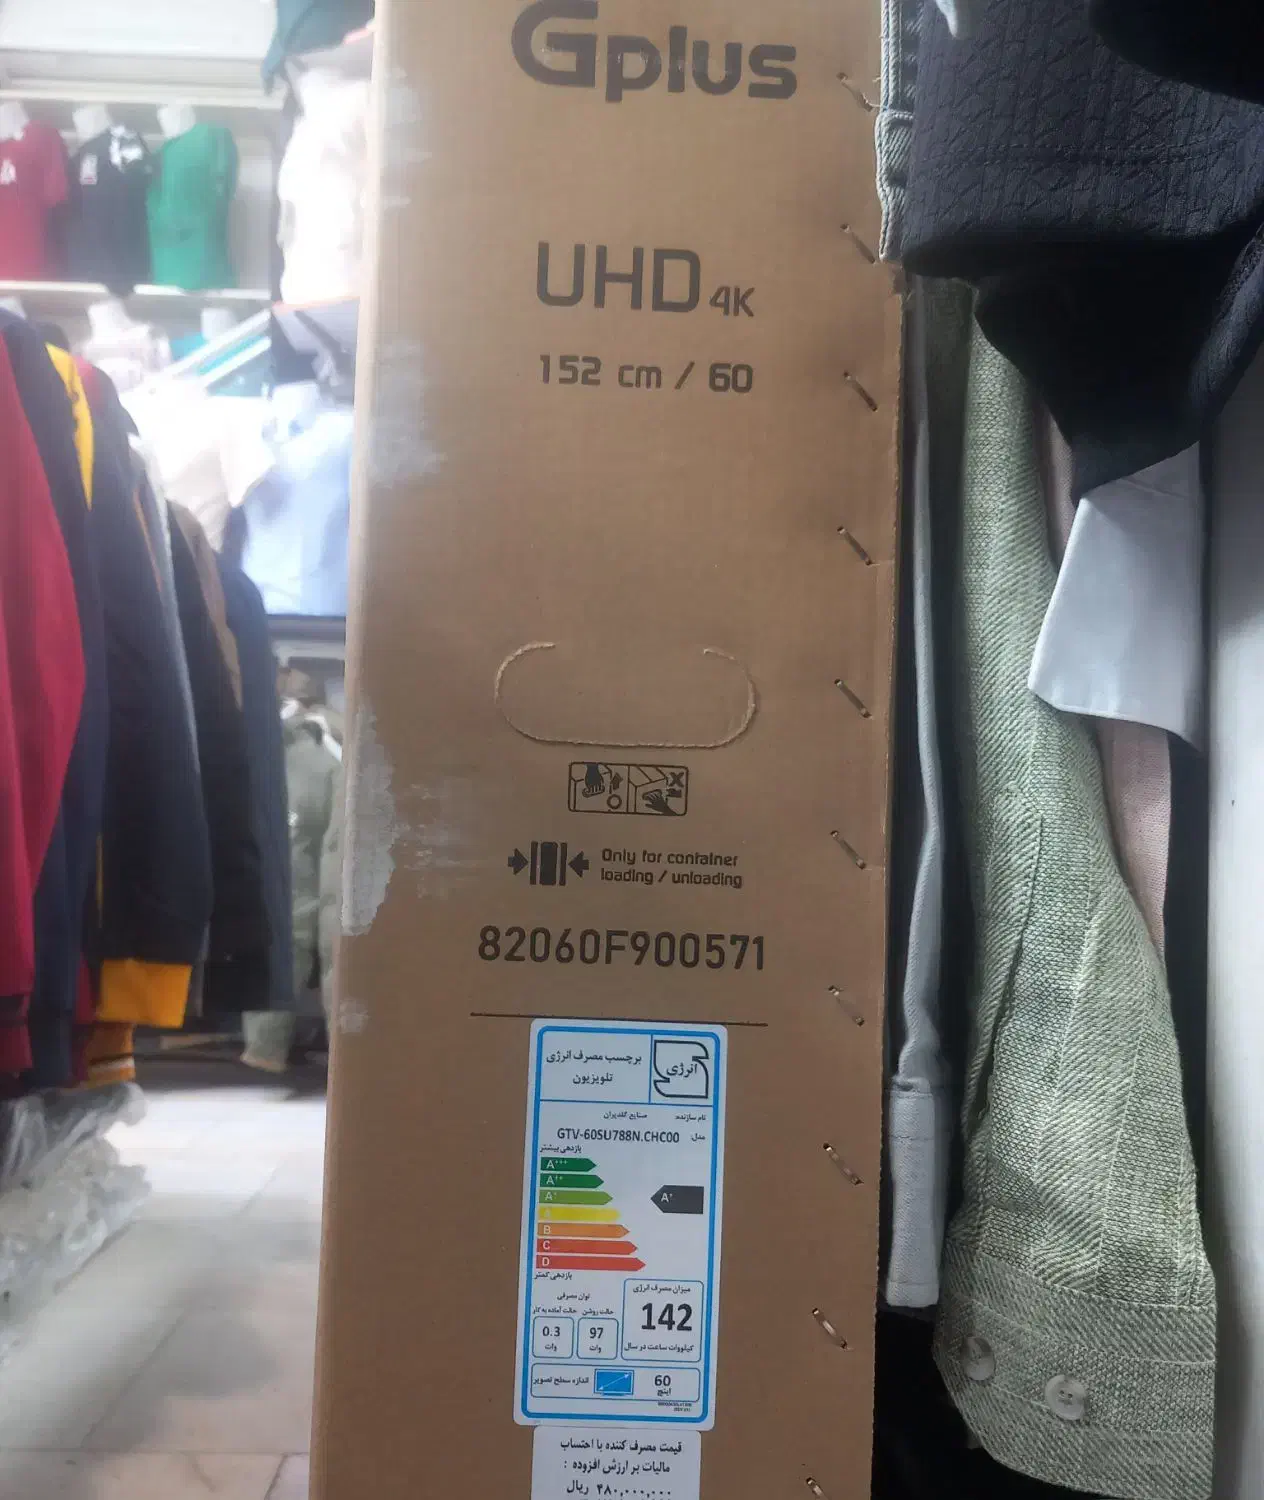 Gplus
UHD 4K
152 cm / 60
Only for container
loading / unloading
82060F900571
برچسب مصرف انرژی
تلویزیون
انرژی
نام سازنده: صنایع گلدیران
مدل: GTV-60SU788N.CHC00
بازدهی بیشتر
A+++
A++
A+
A+
A
B
C
D
بازدهی کمتر
توان مصرفی
حالت روشن
حالت آماده به کار
97
وات
0.3
وات
میزان مصرف انرژی
142
کیلووات ساعت در سال
60
اینچ
اندازه سطح تصویر
قیمت مصرف کننده با احتساب
مالیات بر ارزش افزوده :
۴۸۰,۰۰۰,۰۰۰ ریال